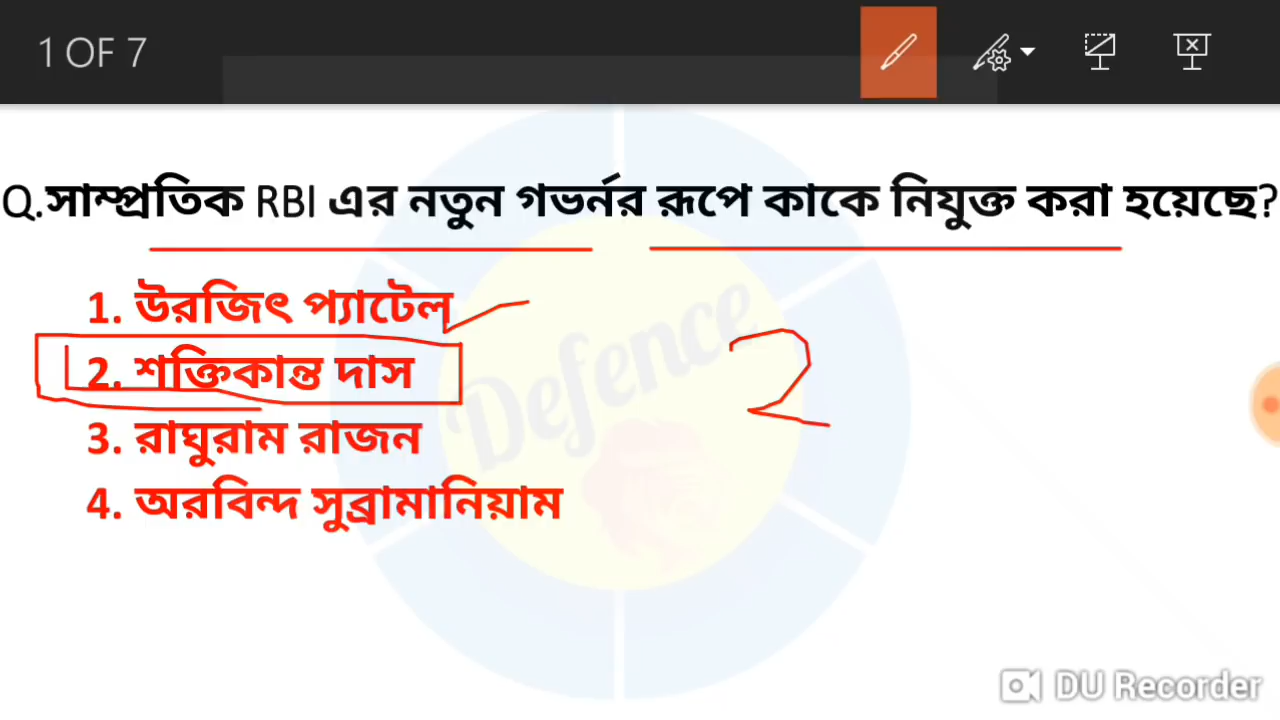 1 OF 7
Q.সাম্প্রতিক RBI এর নতুন গভর্নর রূপে কাকে নিযুক্ত করা হয়েছে?
1. উরজিৎ প্যাটেল
2. শক্তিকান্ত দাস
2
3. রাঘুরাম রাজন
4. অরবিন্দ সুব্রামানিয়াম
Defence
DU Recorder